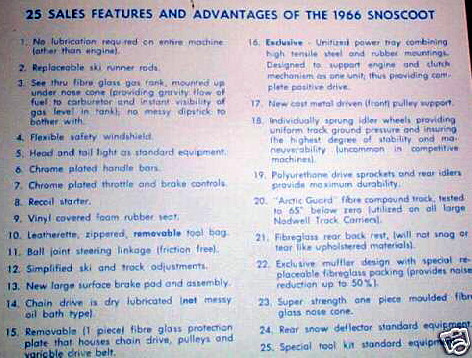 25 SALES FEATURES AND ADVANTAGES OF THE 1966 SNOSCOOT
1. No lubrication required on entire machine
(other than engine).
2. Replaceable ski runner rods.
3. See thru fibre glass gas tank, mounted up
under nose cone (providing gravity flow of
fuel to carburetor and instant visibility of
gas level in tank); no messy dipstick to
bother with.
4. Flexible safety windshield.
5. Head and tail light as standard equipment.
6. Chrome plated handle bars.
7. Chrome plated throttle and brake controls.
8. Recoil starter.
9. Vinyl covered foam rubber seat.
10. Leatherette, zippered, removable tool bag.
11. Ball joint steering linkage (friction free).
12. Simplified ski and track adjustments.
13. New large surface brake pad and assembly.
14. Chain drive is dry lubricated (not messy
oil bath type).
15. Removable (1 piece) fibre glass protection
plate that houses chain drive, pulleys and
variable drive belt.
16. Exclusive - Unitized power tray combining
high tensile steel and rubber mountings.
Designed to support engine and clutch
mechanism as one unit; thus providing com-
plete positive drive.
17. New cast metal driven (front) pulley support.
18. Individually sprung idler wheels providing
uniform track ground pressure and insuring
the highest degree of stability and ma-
neuverability (uncommon in competitive
machines).
19. Polyurethane drive sprockets and rear idlers
provide maximum durability.
20. "Arctic Guard" fibre compound track, tested
to 65° below zero (utilized on all large
Nodwell Track Carriers).
21. Fibreglass rear back rest, (will not snag or
tear like upholstered materials).
22. Exclusive muffler design with special re-
placeable fibreglass packing (provides noise
reduction up to 50%).
23. Super strength one piece moulded fibre
glass nose cone.
24. Rear snow deflector standard equipment.
25. Special tool kit standard equipment.